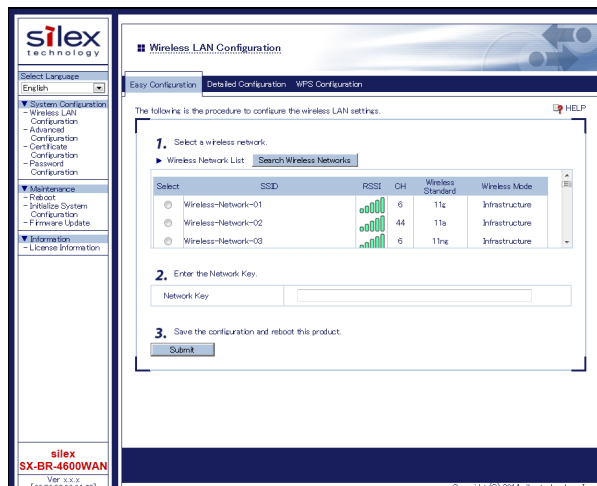 silex
technology
Select Language
English
▼ System Configuration
- Wireless LAN
Configuration
- Advanced
Configuration
- Certificate
Configuration
- Password
Configuration
▼ Maintenance
- Reboot
- Initialize System
Configuration
- Firmware Update
▼ Information
- License Information
silex
SX-BR-4600WAN
Ver x.x.x
Wireless LAN Configuration
Easy Configuration Detailed Configuration WPS Configuration
The following is the procedure to configure the wireless LAN settings.
HELP
1. Select a wireless network.
▶ Wireless Network List Search Wireless Networks
Select SSID RSSI CH Wireless Standard Wireless Mode
Wireless-Network-01 6 11g Infrastructure
Wireless-Network-02 44 11a Infrastructure
Wireless-Network-03 6 11ng Infrastructure
2. Enter the Network Key.
Network Key
3. Save the configuration and reboot this product.
Submit